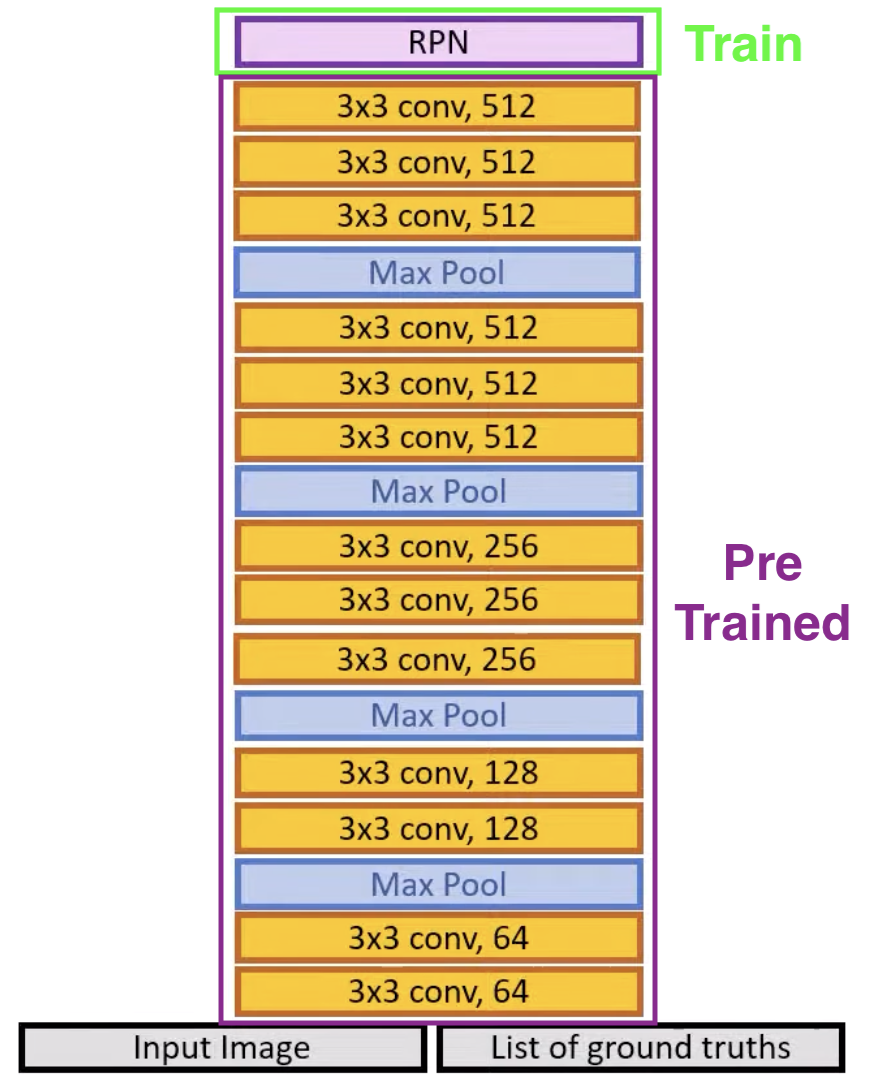 RPN
Train
3x3 conv, 512
3x3 conv, 512
3x3 conv, 512
Max Pool
3x3 conv, 512
3x3 conv, 512
3x3 conv, 512
Max Pool
3x3 conv, 256
3x3 conv, 256
3x3 conv, 256
Pre
Trained
Max Pool
3x3 conv, 128
3x3 conv, 128
Max Pool
3x3 conv, 64
3x3 conv, 64
Input Image
List of ground truths